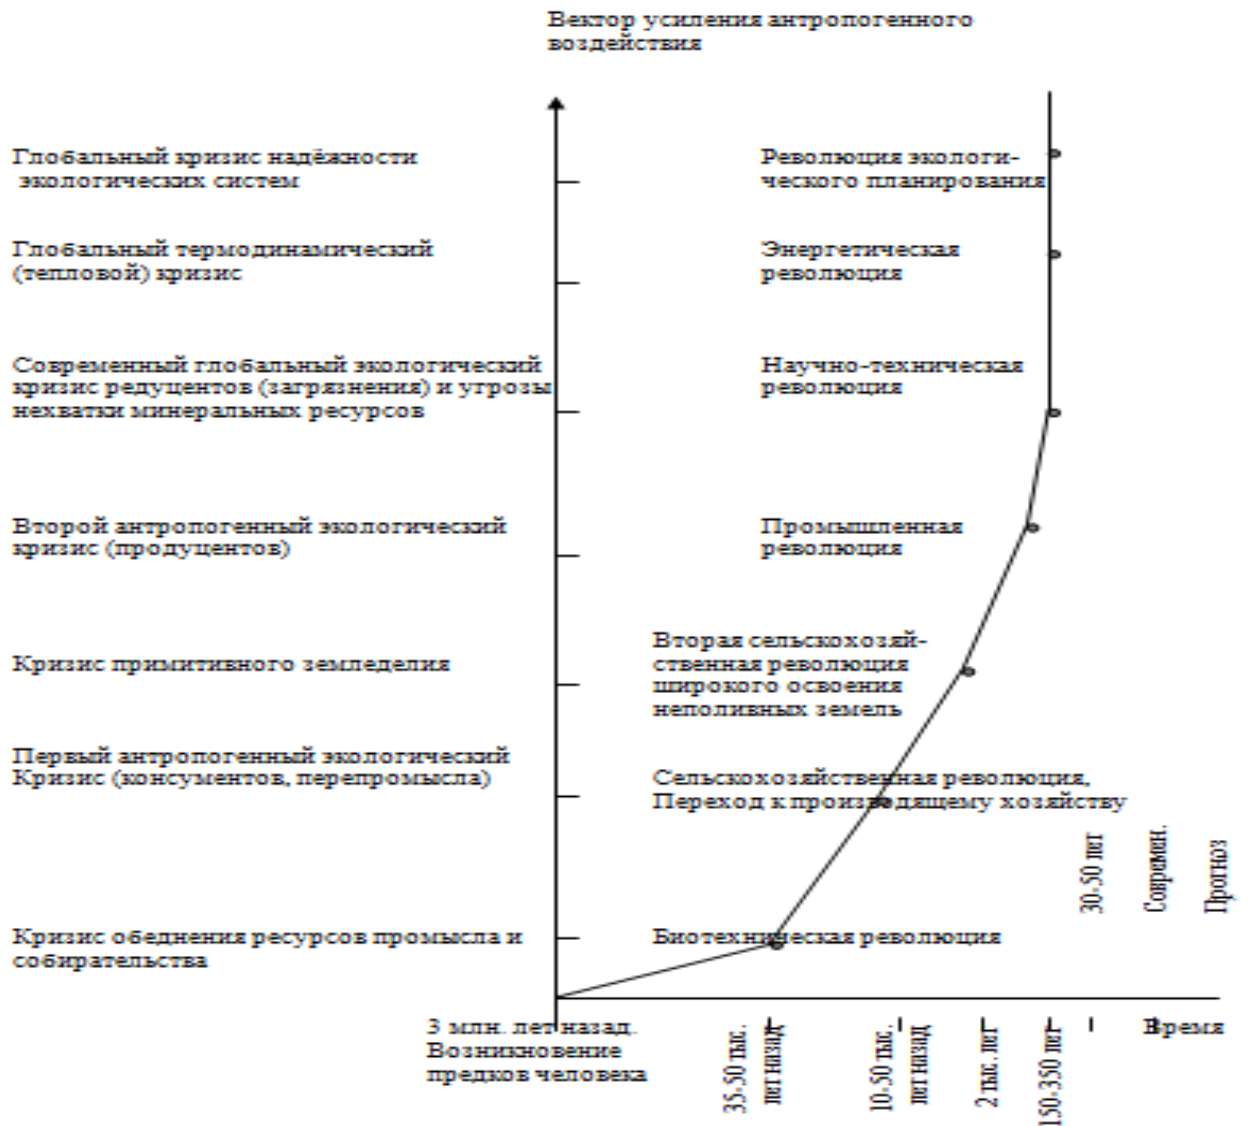 Вектор усиления антропогенного
воздействия
Глобальный кризис надёжности
экологических систем
Революция экологи-
ческого планирования
Глобальный термодинамический
(тепловой) кризис
Энергетическая
революция
Современный глобальный экологический
кризис редуцентов (загрязнения) и угрозы
нехватки минеральных ресурсов
Научно-техническая
революция
Второй антропогенный экологический
кризис (продуцентов)
Промышленная
революция
Кризис примитивного земледелия
Вторая сельскохозяй-
ственная революция
широкого освоения
неполивных земель
Первый антропогенный экологический
Кризис (консументов, перепромысла)
Сельскохозяйственная революция,
Переход к производящему хозяйству
30-50 лет
Современ.
Прогноз
Кризис обеднения ресурсов промысла и
собирательства
Биотехническая революция
3 млн. лет назад.
Возникновение
предков человека
35-50 тыс.
лет назад
10-50 тыс.
лет назад
2 тыс. лет
150-350 лет
Время